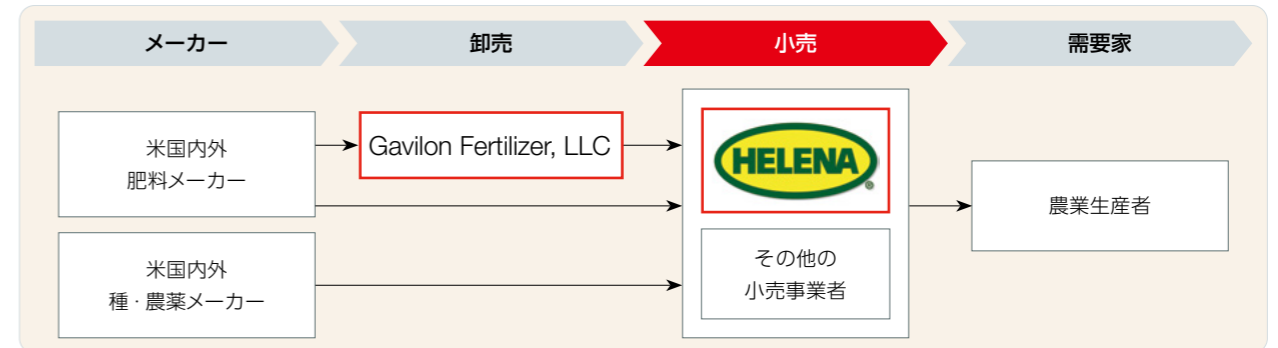 メーカー
卸売
小売
需要家
米国内外
肥料メーカー
Gavilon Fertilizer, LLC
HELENA
®
農業生産者
その他の
小売事業者
米国内外
種・農薬メーカー